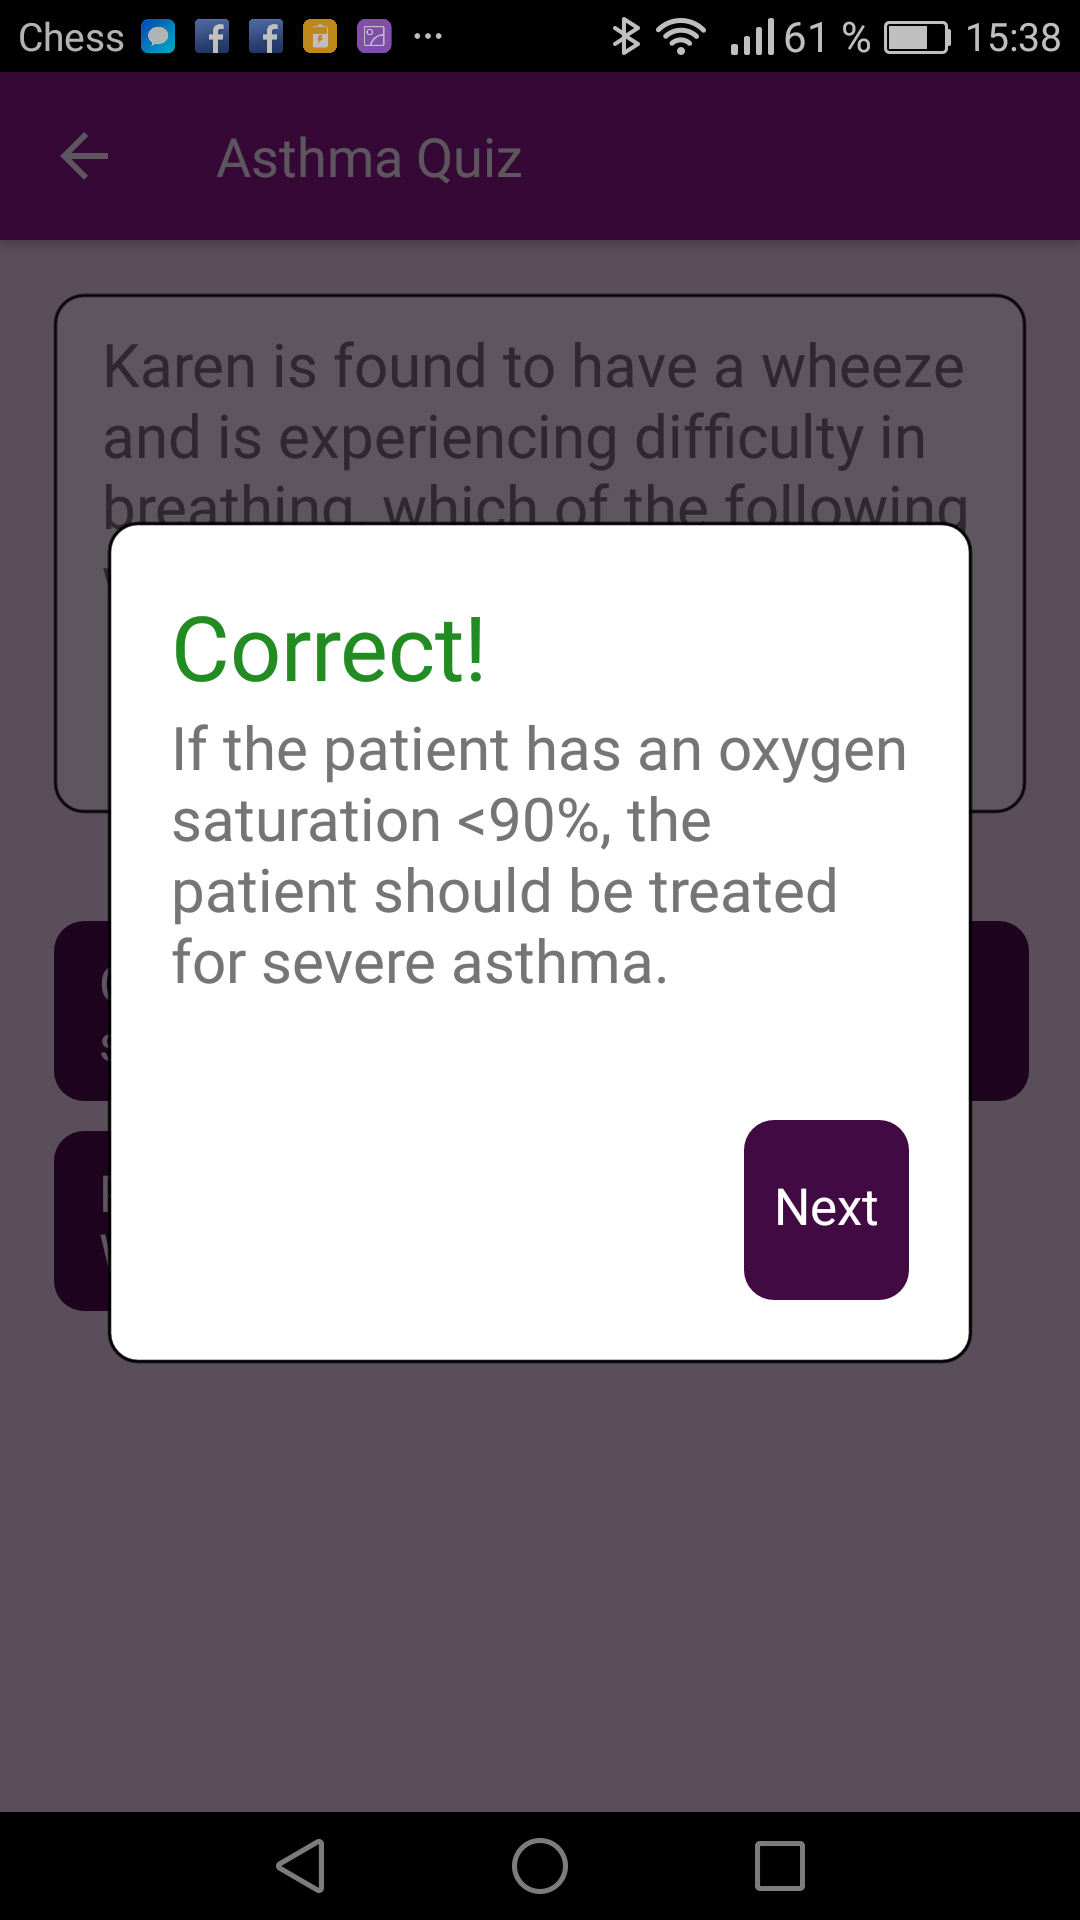 Chess 61 % 15:38
Asthma Quiz
Karen is found to have a wheeze
and is experiencing difficulty in
breathing, which of the following
Correct!
If the patient has an oxygen
saturation <90%, the
patient should be treated
for severe asthma.
Next